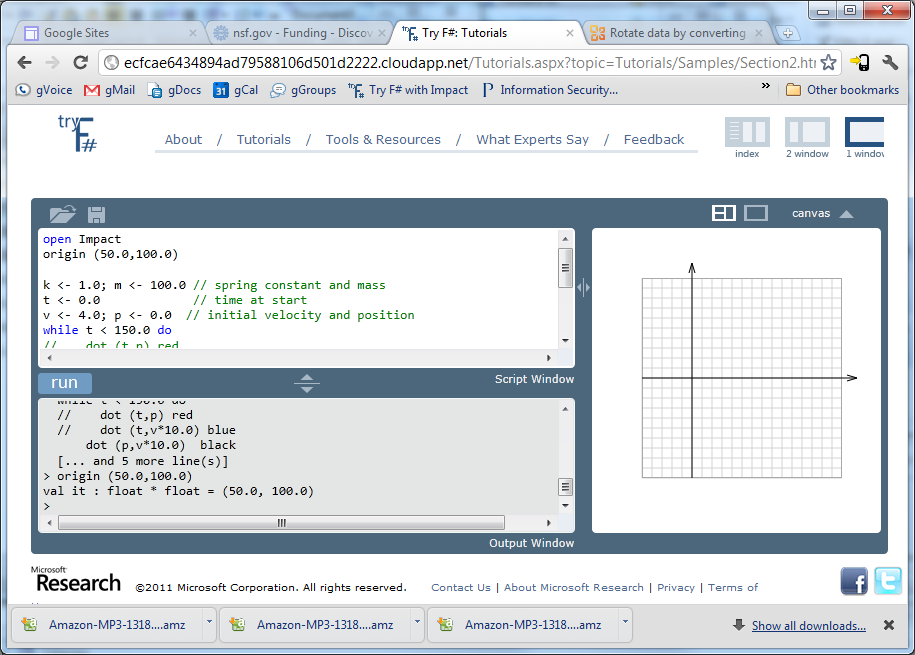 Google Sites
nsf.gov - Funding - Discov
Try F#: Tutorials
Rotate data by converting
ecfcae6434894ad79588106d501d2222.cloudapp.net/Tutorials.aspx?topic=Tutorials/Samples/Section2.htm
gVoice
gMail
gDocs
31 gCal
gGroups
Try F# with Impact
Information Security...
Other bookmarks
try F#
About / Tutorials / Tools & Resources / What Experts Say / Feedback
index
2 window
1 window
canvas
open Impact
origin (50.0,100.0)
k <- 1.0; m <- 100.0 // spring constant and mass
t <- 0.0 // time at start
v <- 4.0; p <- 0.0 // initial velocity and position
while t < 150.0 do
// dot (t,p) red
run
Script Window
while t < 150.0 do
// dot (t,p) red
// dot (t,v*10.0) blue
dot (p,v*10.0) black
[... and 5 more line(s)]
> origin (50.0,100.0)
val it : float * float = (50.0, 100.0)
>
Output Window
Microsoft
Research
©2011 Microsoft Corporation. All rights reserved.
Contact Us | About Microsoft Research | Privacy | Terms of
Amazon-MP3-1318....amz
Amazon-MP3-1318....amz
Amazon-MP3-1318....amz
Show all downloads...